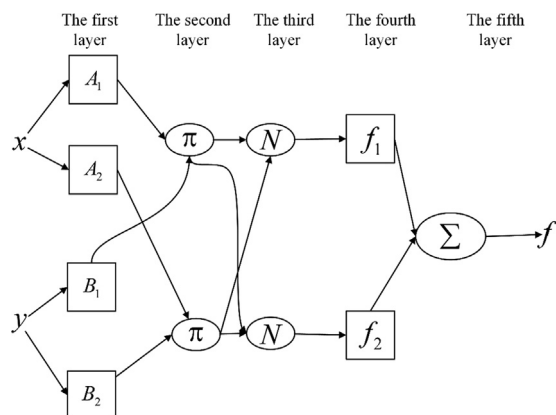 The first layer The second layer The third layer The fourth layer The fifth layer
A₁
x π N f₁
A₂
Σ f
B₁
y π N f₂
B₂